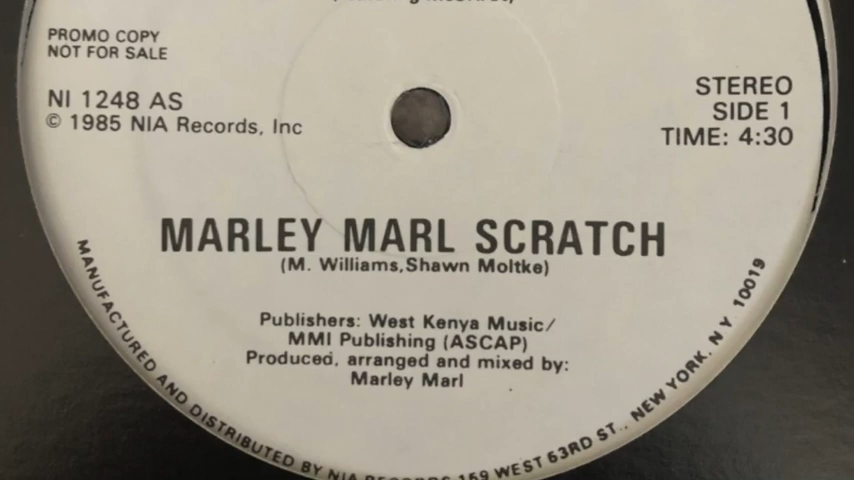 PROMO COPY
NOT FOR SALE
NI 1248 AS
© 1985 NIA Records, Inc
STEREO
SIDE 1
TIME: 4:30
MARLEY MARL SCRATCH
(M. Williams,Shawn Moltke)
Publishers: West Kenya Music/
MMI Publishing (ASCAP)
Produced, arranged and mixed by:
Marley Marl
MANUFACTURED AND DISTRIBUTED BY NIA RECORDS 159 WEST 63RD ST., NEW YORK, N Y 10019